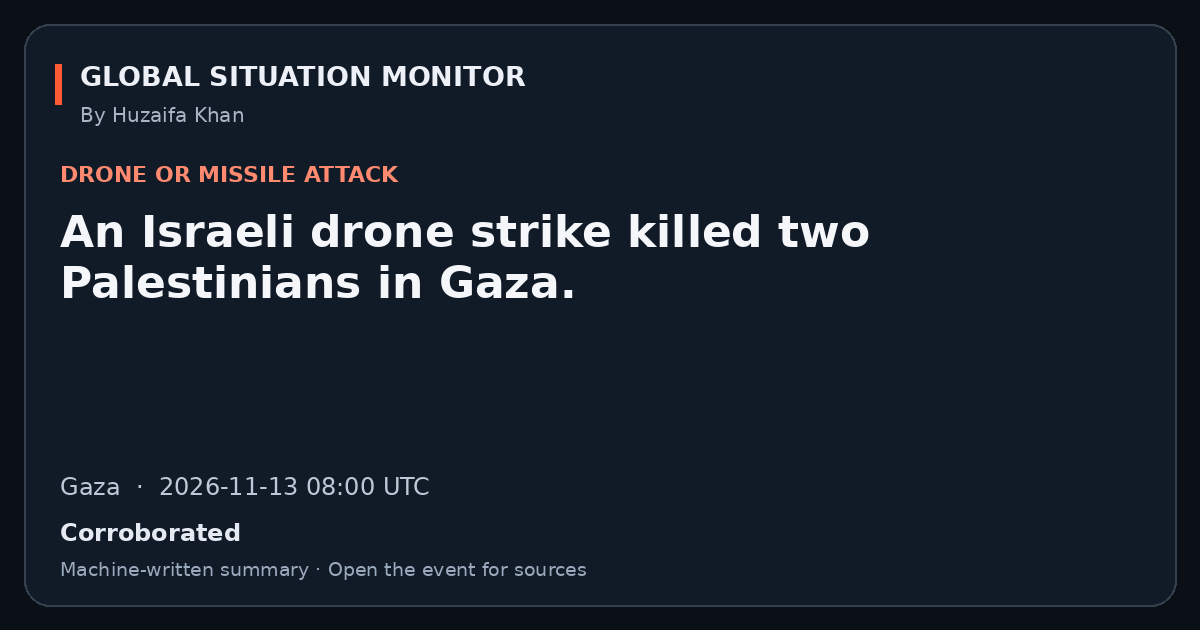 GLOBAL SITUATION MONITOR
By Huzaifa Khan
DRONE OR MISSILE ATTACK
An Israeli drone strike killed two
Palestinians in Gaza.
Gaza · 2026-11-13 08:00 UTC
Corroborated
Machine-written summary · Open the event for sources